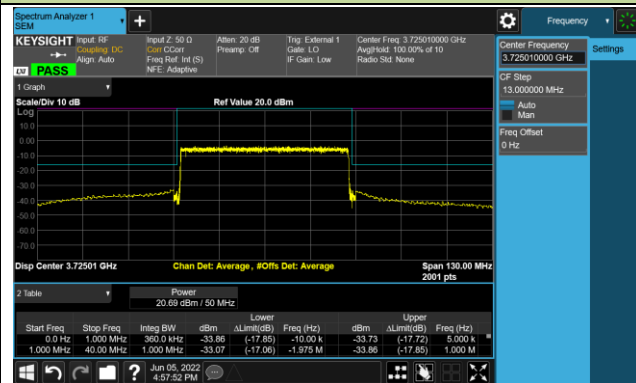 Spectrum Analyzer 1
SEM
Frequency
KEYSIGHT
Input: RF
Coupling: DC
Align: Auto
Input Z: 50 Ω
Corr CCorr
Freq Ref: Int (S)
NFE: Adaptive
Atten: 20 dB
Preamp: Off
Trig: External 1
Gate: LO
IF Gain: Low
Center Freq: 3.725010000 GHz
Avg|Hold: 100.00% of 10
Radio Std: None
LXI PASS
Center Frequency
3.725010000 GHz
Settings
CF Step
13.000000 MHz
Auto
Man
Freq Offset
0 Hz
1 Graph
Scale/Div 10 dB
Ref Value 20.0 dBm
Log
10.0
0.00
-10.0
-20.0
-30.0
-40.0
-50.0
-60.0
-70.0
Disp Center 3.72501 GHz
Chan Det: Average, #Offs Det: Average
Span 130.00 MHz
2001 pts
2 Table
Power
20.69 dBm / 50 MHz
Lower Upper
Start Freq Stop Freq Integ BW dBm ΔLimit(dB) Freq (Hz) dBm ΔLimit(dB) Freq (Hz)
0.0 Hz 1.000 MHz 360.0 kHz -33.86 (-17.85) -10.00 k -33.73 (-17.72) 5.000 k
1.000 MHz 40.00 MHz 1.000 MHz -33.07 (-17.06) -1.975 M -33.86 (-17.85) 1.000 M
Jun 05, 2022
4:57:52 PM